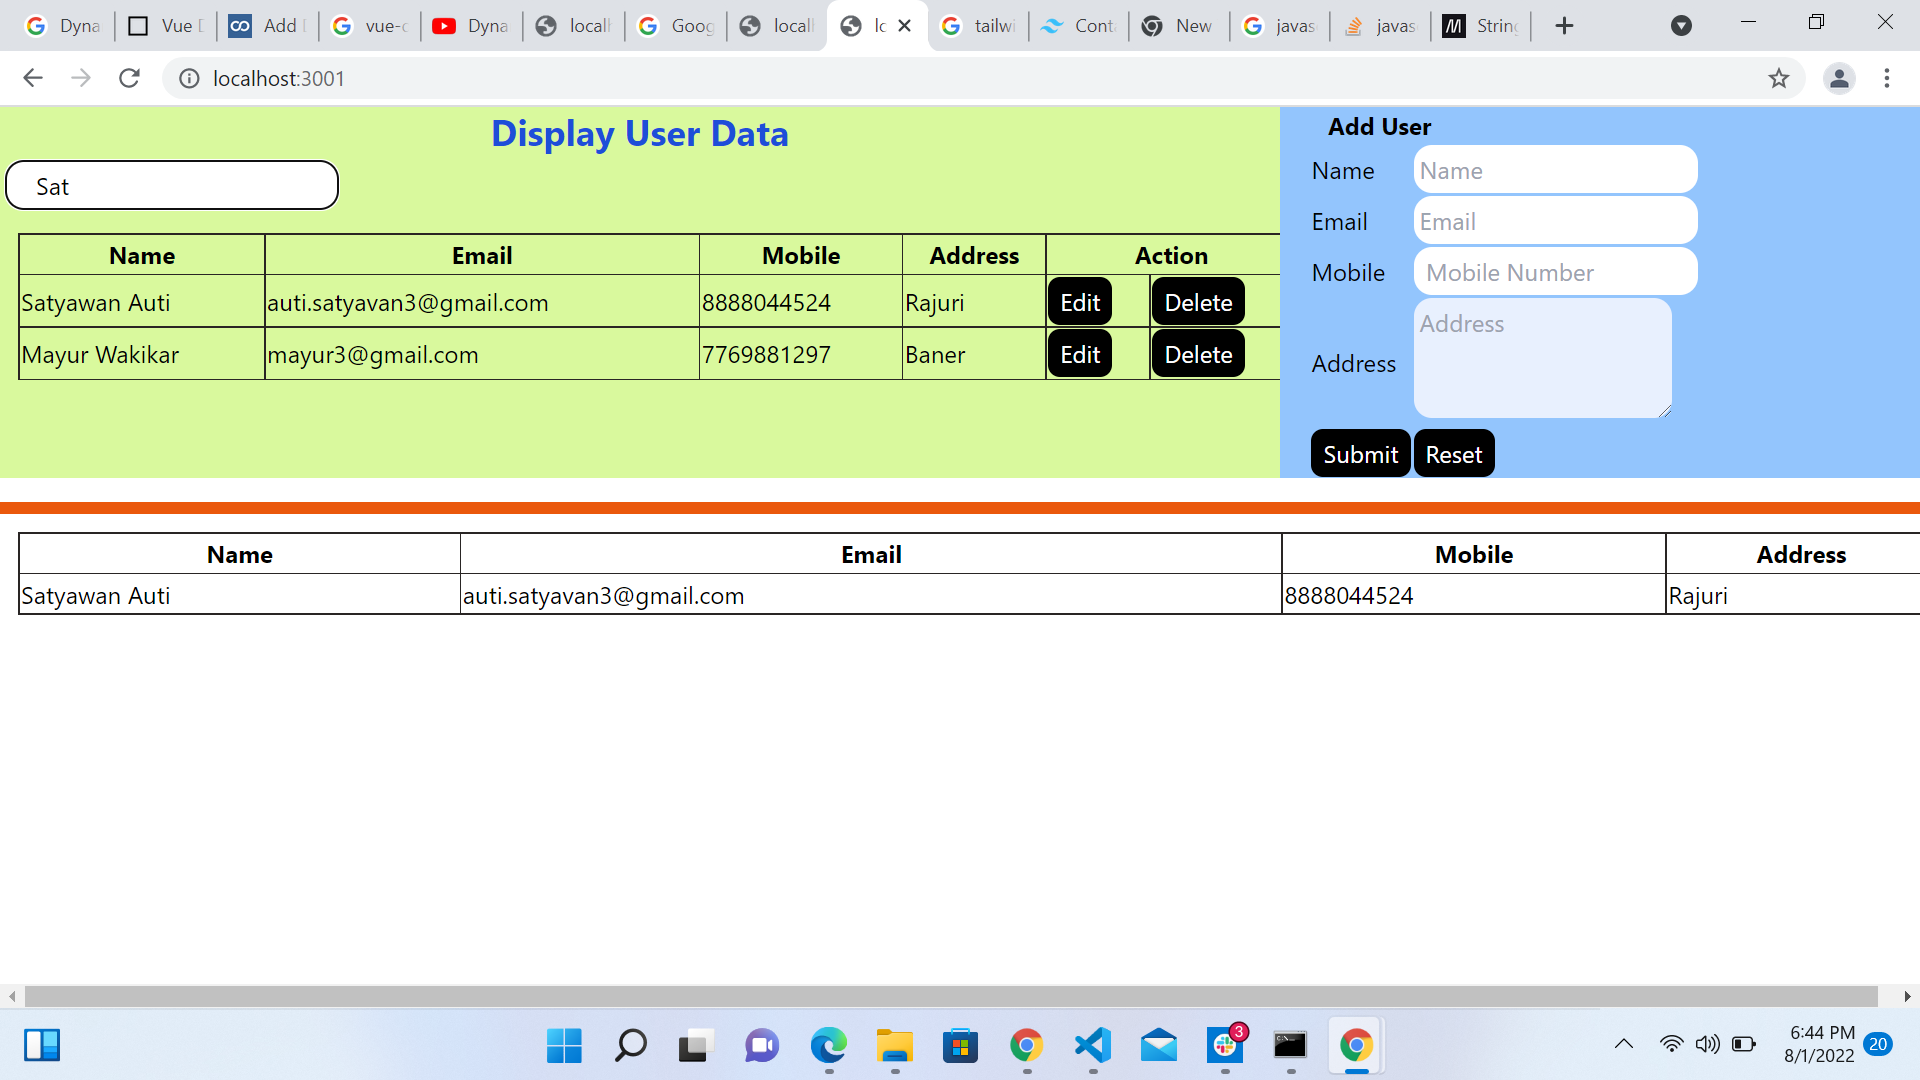 Dyna Vue D Add vue-c Dyna locall Goog locall lc tailwi Cont New javas javas String
localhost:3001
Display User Data
Sat
Name Email Mobile Address Action
Satyawan Auti auti.satyavan3@gmail.com 8888044524 Rajuri Edit Delete
Mayur Wakikar mayur3@gmail.com 7769881297 Baner Edit Delete
Add User
Name Name
Email Email
Mobile Mobile Number
Address Address
Submit Reset
Name Email Mobile Address
Satyawan Auti auti.satyavan3@gmail.com 8888044524 Rajuri
3
6:44 PM
8/1/2022
20